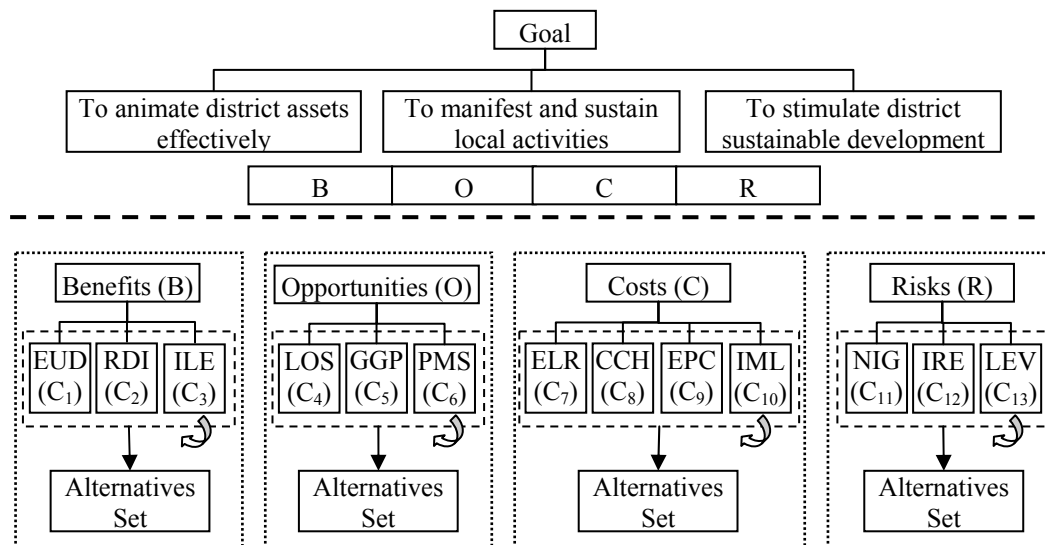 Goal
To animate district assets
effectively
To manifest and sustain
local activities
To stimulate district
sustainable development
B
O
C
R
Benefits (B)
EUD
(C₁)
RDI
(C₂)
ILE
(C₃)
Alternatives
Set
Opportunities (O)
LOS
(C₄)
GGP
(C₅)
PMS
(C₆)
Alternatives
Set
Costs (C)
ELR
(C₇)
CCH
(C₈)
EPC
(C₉)
IML
(C₁₀)
Alternatives
Set
Risks (R)
NIG
(C₁₁)
IRE
(C₁₂)
LEV
(C₁₃)
Alternatives
Set